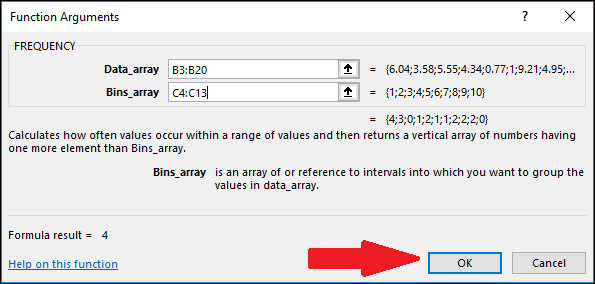 Function Arguments
?
FREQUENCY
Data_array B3:B20 = {6.04;3.58;5.55;4.34;0.77;1;9.21;4.95;...
Bins_array C4:C13 = {1;2;3;4;5;6;7;8;9;10}
= {4;3;0;1;2;1;1;2;2;2;0}
Calculates how often values occur within a range of values and then returns a vertical array of numbers having
one more element than Bins_array.
Bins_array is an array of or reference to intervals into which you want to group the
values in data_array.
Formula result = 4
Help on this function
OK Cancel